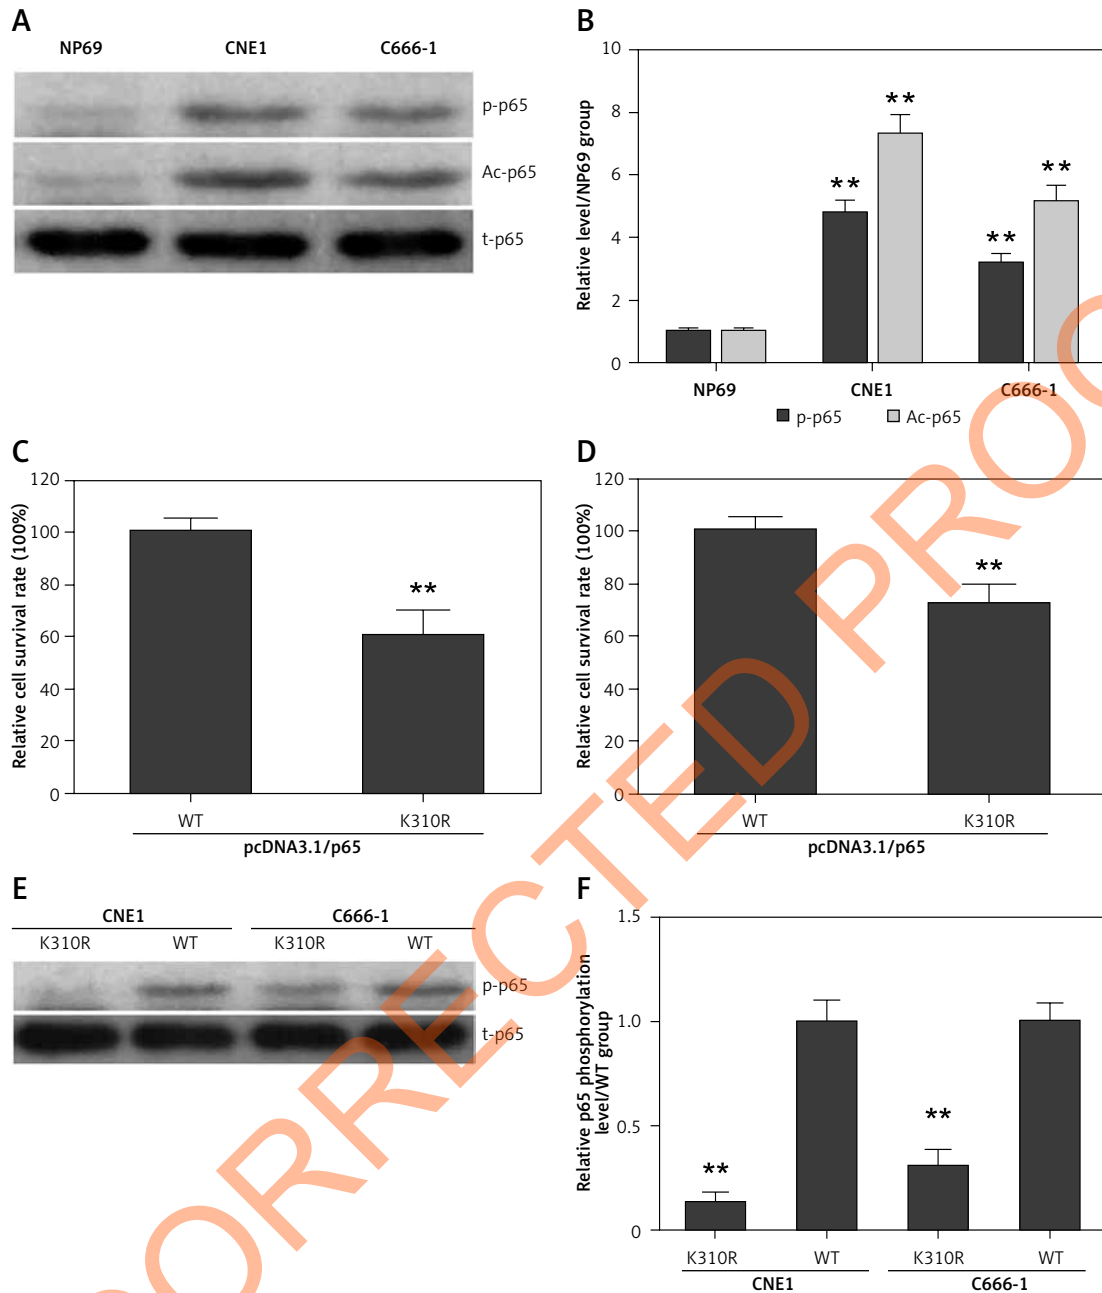 A
NP69 CNE1 C666-1
p-p65
Ac-p65
t-p65
B
Relative level/NP69 group
10
8
6
4
2
0
** ** ** **
NP69 CNE1 C666-1
p-p65 Ac-p65
C
Relative cell survival rate (100%)
120
100
80
60
40
20
0
**
WT K310R
pcDNA3.1/p65
D
Relative cell survival rate (100%)
120
100
80
60
40
20
0
**
WT K310R
pcDNA3.1/p65
E
CNE1 C666-1
K310R WT K310R WT
p-p65
t-p65
F
Relative p65 phosphorylation
level/WT group
1.5
1.0
0.5
0
** **
K310R WT K310R WT
CNE1 C666-1
ORRECTED PROO